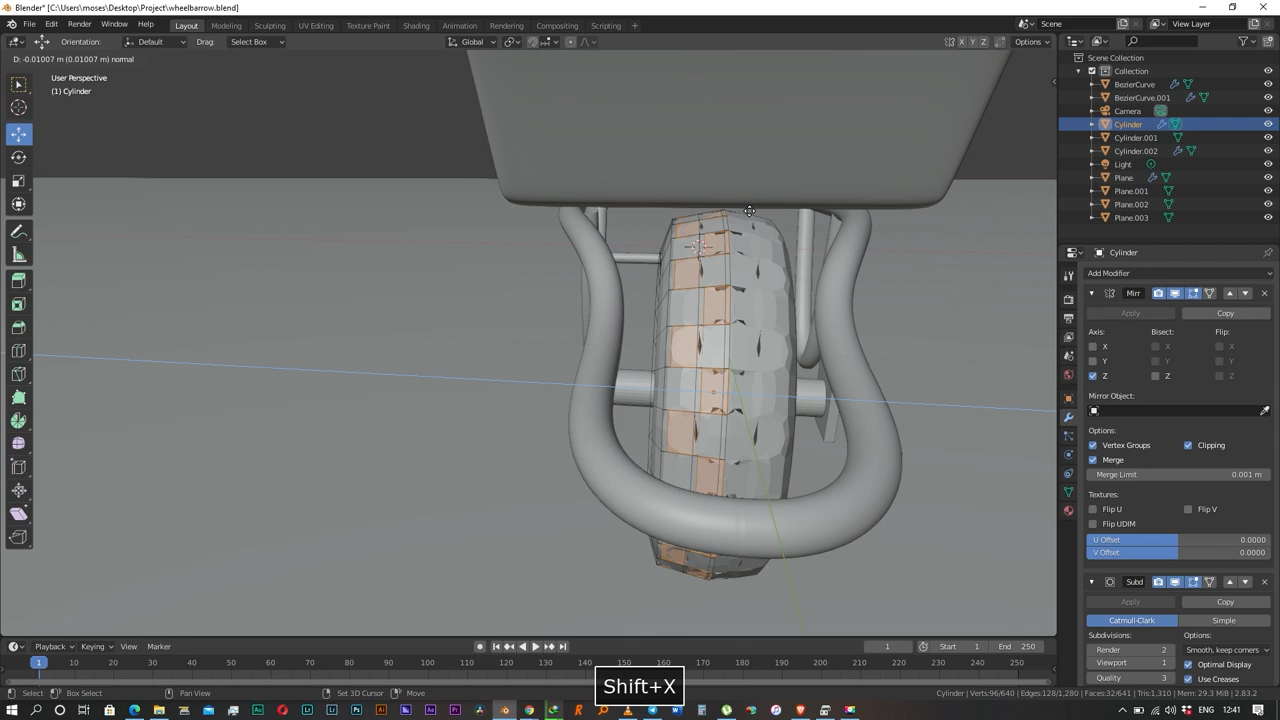 Blender* [C:\Users\moses\Desktop\Project\wheelbarrow.blend]
File Edit Render Window Help Layout Modeling Sculpting UV Editing Texture Paint Shading Animation Rendering Compositing Scripting + Scene View Layer
Orientation: Default Drag: Select Box Global X Y Z Options
D: -0.01007 m (0.01007 m) normal
User Perspective
(1) Cylinder
Scene Collection
Collection
BezierCurve
BezierCurve.001
Camera
Cylinder
Cylinder.001
Cylinder.002
Light
Plane
Plane.001
Plane.002
Plane.003
Cylinder
Add Modifier
Mirr
Apply Copy
Axis: Bisect: Flip:
X X X
Y Y Y
Z Z Z
Mirror Object:
Options:
Vertex Groups Clipping
Merge
Merge Limit 0.001 m
Textures:
Flip U Flip V
Flip UDIM
U Offset 0.0000
V Offset 0.0000
Subd
Apply Copy
Catmull-Clark Simple
Subdivisions: Options:
Render 2 Smooth, keep corners
Viewport 1 Optimal Display
Quality 3 Use Creases
Playback Keying View Marker 1 Start 1 End 250
1 10 20 30 40 50 60 70 80 90 100 110 120 130 140 150 160 170 180 190 200 210 220 230 240 250
Shift+X
Select Box Select Pan View Set 3D Cursor Move Cylinder | Verts:96/640 | Edges:128/1,280 | Faces:32/641 | Tris:1,310 | Mem: 29.3 MiB | 2.83.2
ENG 12:41